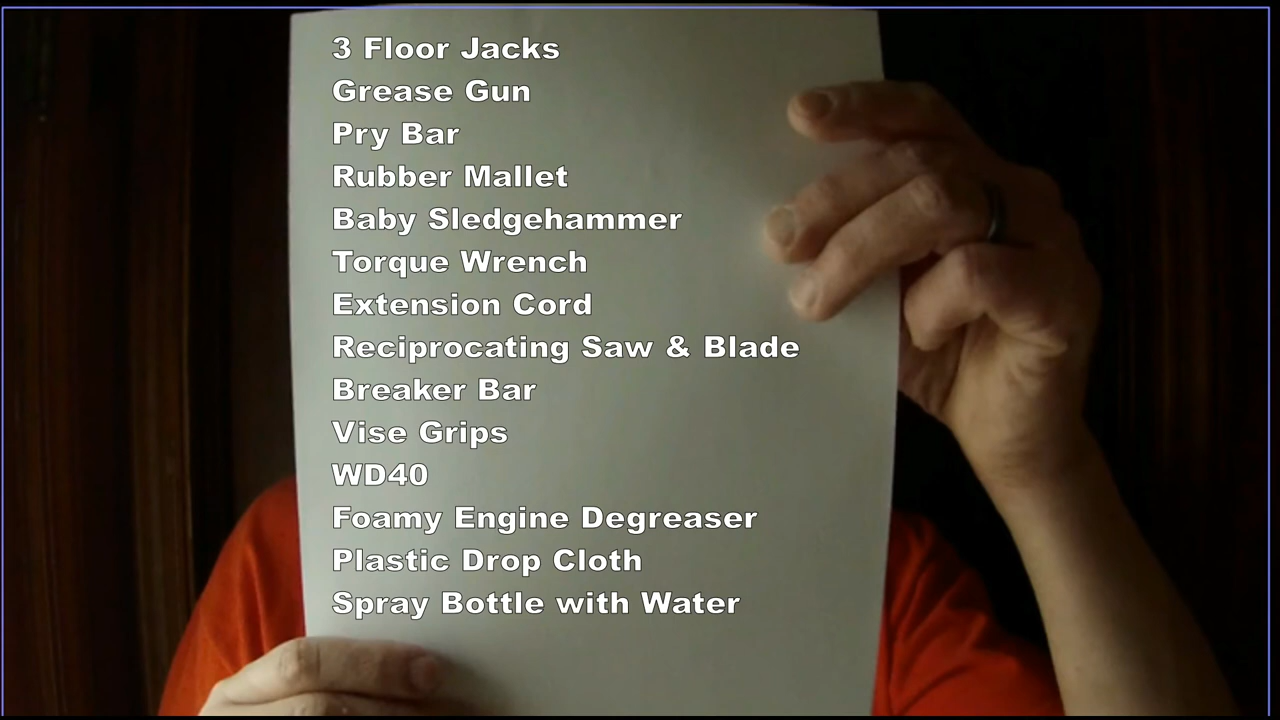 3 Floor Jacks
Grease Gun
Pry Bar
Rubber Mallet
Baby Sledgehammer
Torque Wrench
Extension Cord
Reciprocating Saw & Blade
Breaker Bar
Vise Grips
WD40
Foamy Engine Degreaser
Plastic Drop Cloth
Spray Bottle with Water